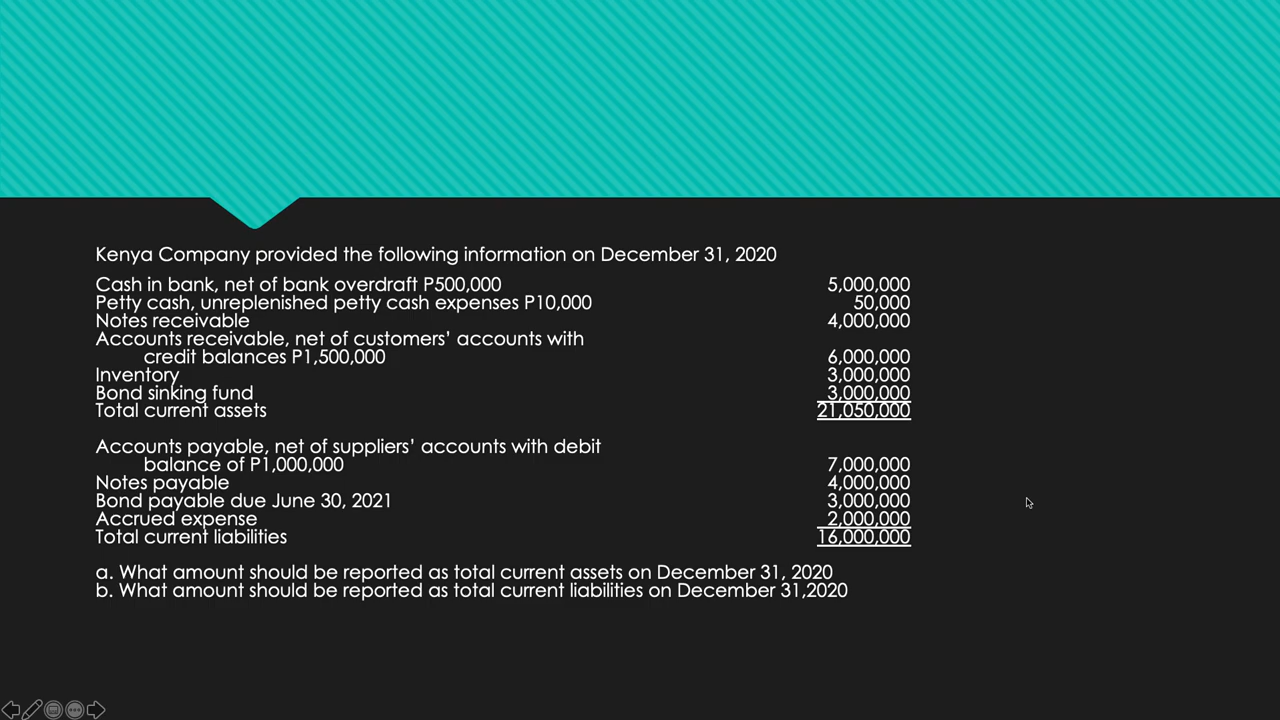 Kenya Company provided the following information on December 31, 2020
Cash in bank, net of bank overdraft P500,000 5,000,000
Petty cash, unreplenished petty cash expenses P10,000 50,000
Notes receivable 4,000,000
Accounts receivable, net of customers' accounts with
credit balances P1,500,000 6,000,000
Inventory 3,000,000
Bond sinking fund 3,000,000
Total current assets 21,050,000
Accounts payable, net of suppliers' accounts with debit
balance of P1,000,000 7,000,000
Notes payable 4,000,000
Bond payable due June 30, 2021 3,000,000
Accrued expense 2,000,000
Total current liabilities 16,000,000
a. What amount should be reported as total current assets on December 31, 2020
b. What amount should be reported as total current liabilities on December 31,2020